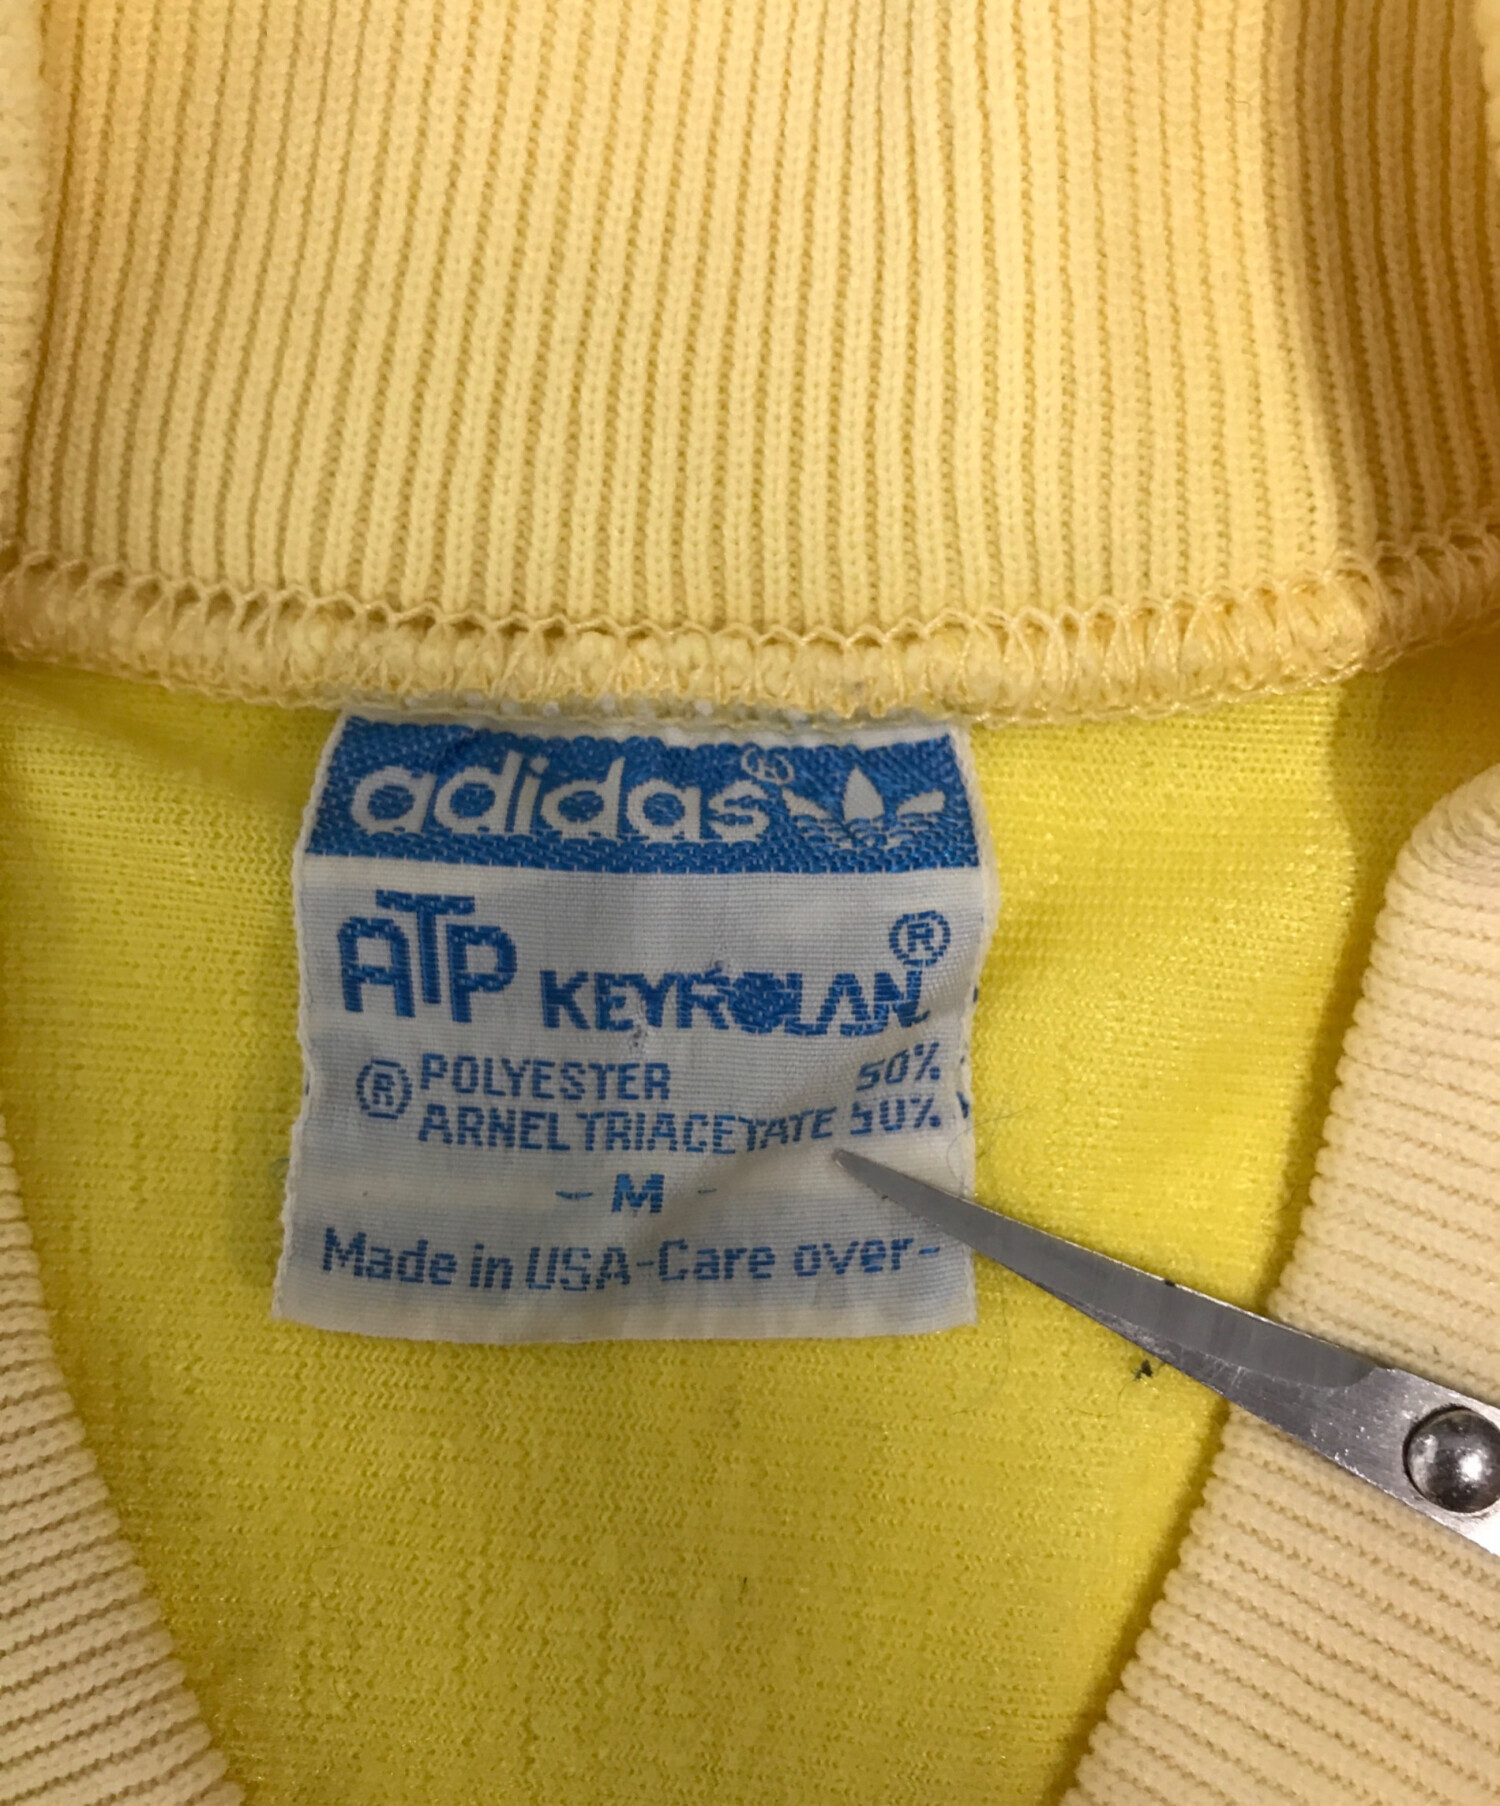 adidas®
ATP KEYROLAN®
® POLYESTER 50%
ARNEL TRIACETATE 50%
- M -
Made in USA-Care over-